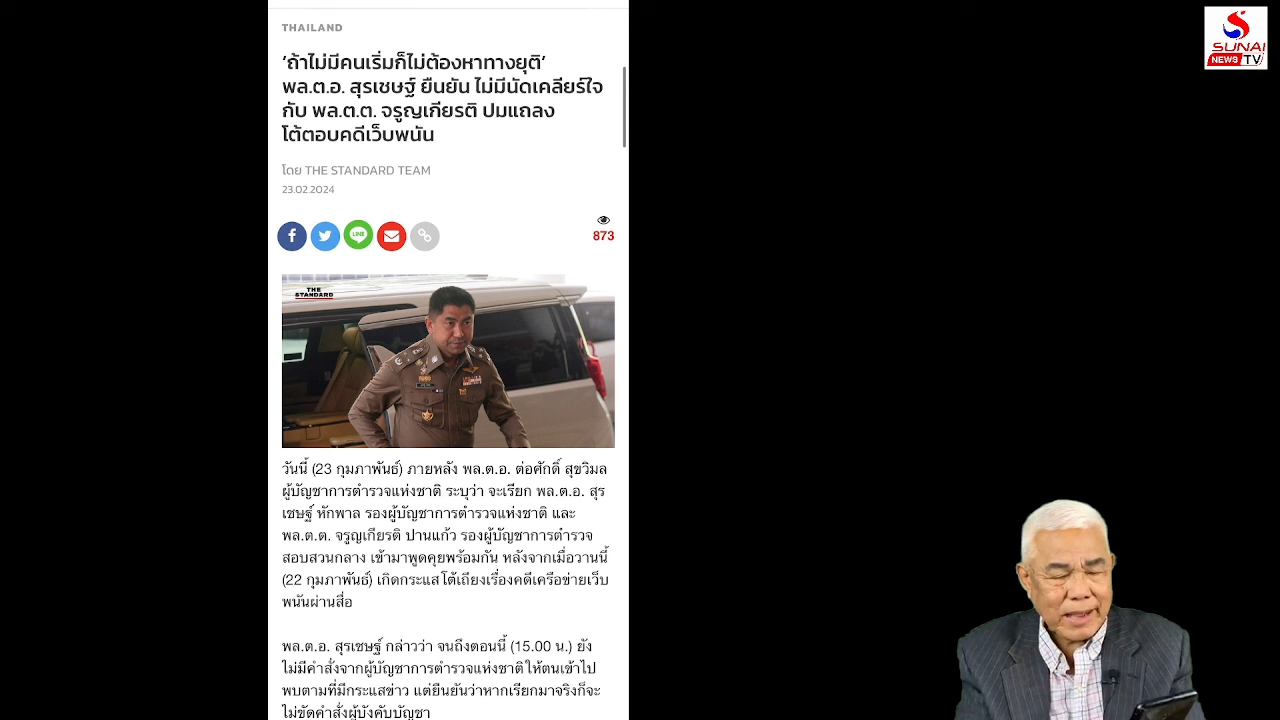 THAILAND
‘ถ้าไม่มีคนเริ่มก็ไม่ต้องหาทางยุติ’
พล.ต.อ. สุรเชษฐ์ ยืนยัน ไม่มีนัดเคลียร์ใจ
กับ พล.ต.ต. จรูญเกียรติ ปมแถลง
โต้ตอบคดีเว็บพนัน
โดย THE STANDARD TEAM
23.02.2024
LINE
873
THE
STANDARD
วันนี้ (23 กุมภาพันธ์) ภายหลัง พล.ต.อ. ต่อศักดิ์ สุขวิมล
ผู้บัญชาการตำรวจแห่งชาติ ระบุว่า จะเรียก พล.ต.อ. สุร
เชษฐ์ หักพาล รองผู้บัญชาการตำรวจแห่งชาติ และ
พล.ต.ต. จรูญเกียรติ ปานแก้ว รองผู้บัญชาการตำรวจ
สอบสวนกลาง เข้ามาพูดคุยพร้อมกัน หลังจากเมื่อวานนี้
(22 กุมภาพันธ์) เกิดกระแสโต้เถียงเรื่องคดีเครือข่ายเว็บ
พนันผ่านสื่อ
พล.ต.อ. สุรเชษฐ์ กล่าวว่า จนถึงตอนนี้ (15.00 น.) ยัง
ไม่มีคำสั่งจากผู้บัญชาการตำรวจแห่งชาติให้ตนเข้าไป
พบตามที่มีกระแสข่าว แต่ยืนยันว่าหากเรียกมาจริงก็จะ
ไม่ขัดคำสั่งผู้บังคับบัญชา
SUNAI
NEWS TV